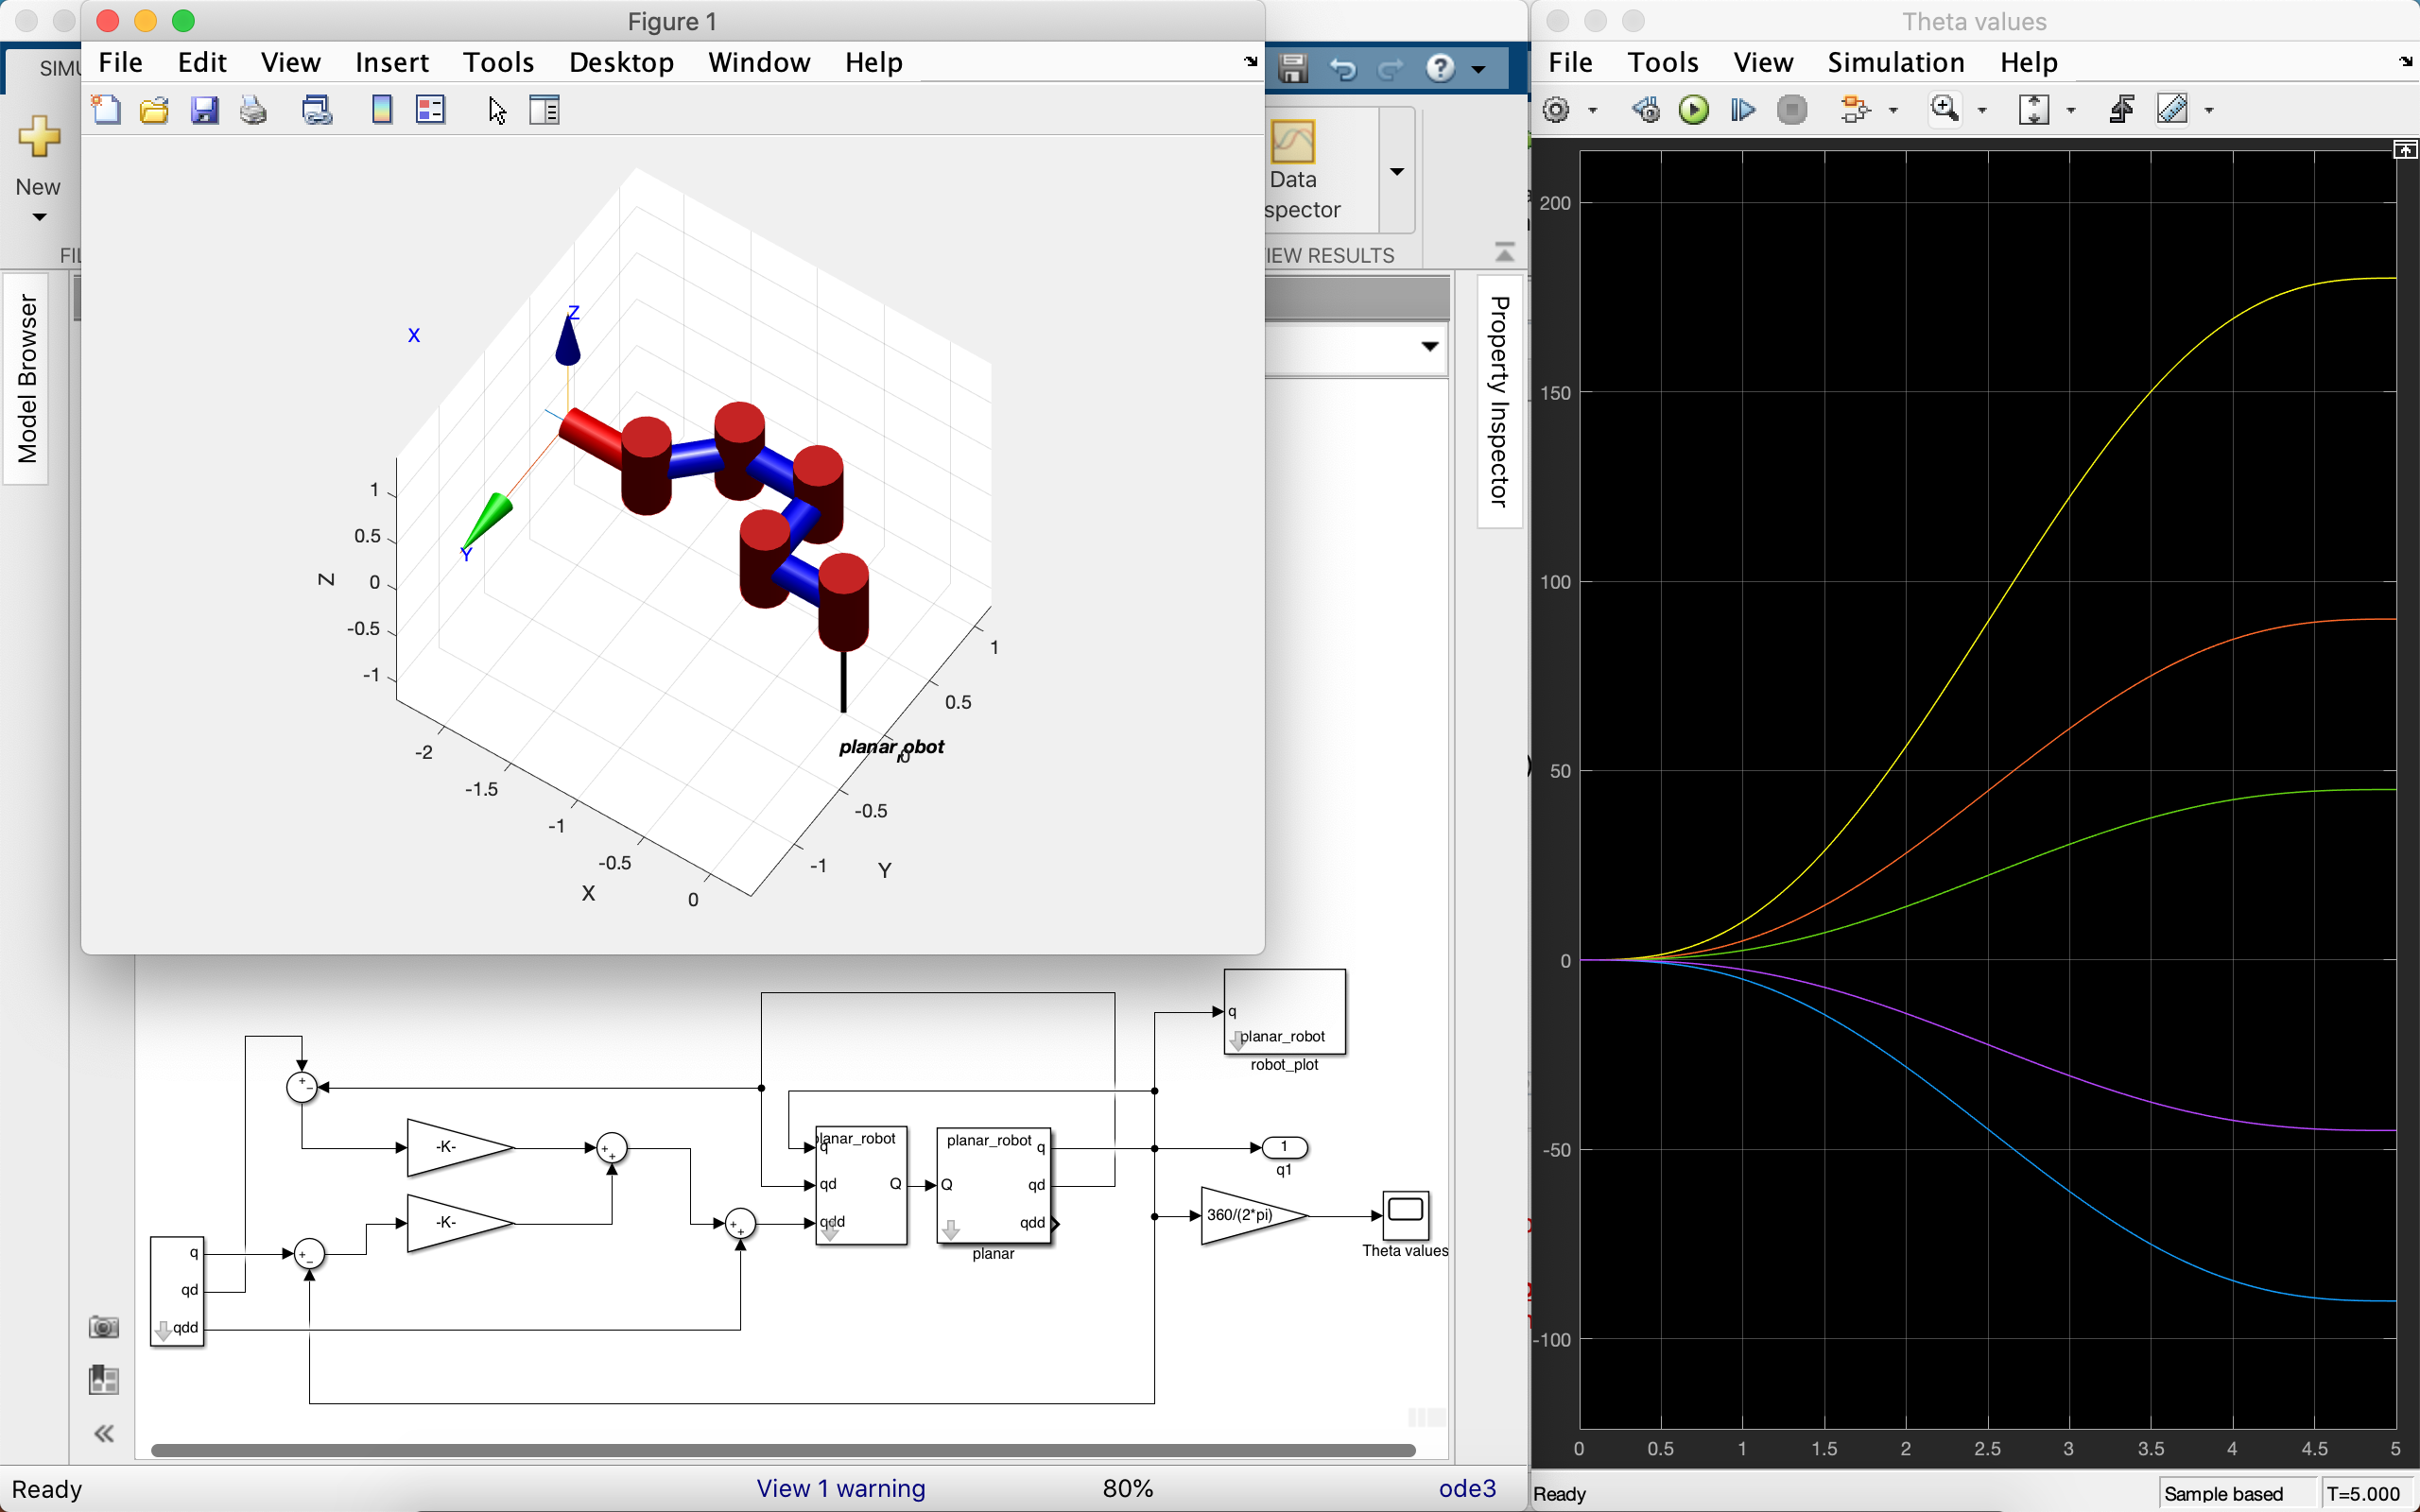 Figure 1
File Edit View Insert Tools Desktop Window Help
SIMU
New
FIL
Model Browser
X
Z
Y
1
0.5
0
-0.5
-1
Z
-2
-1.5
-1
-0.5
0
X
1
0.5
0
-0.5
-1
Y
planar_robot
Data
spector
IEW RESULTS
Property Inspector
q
planar_robot
robot_plot
-K-
-K-
q
qd
qdd
planar_robot
q
qd
qdd
Q
planar_robot
Q
q
qd
qdd
planar
1
q1
360/(2*pi)
Theta values
Ready
View 1 warning
80%
ode3
Theta values
File Tools View Simulation Help
200
150
100
50
0
-50
-100
0 0.5 1 1.5 2 2.5 3 3.5 4 4.5 5
Ready
Sample based
T=5.000